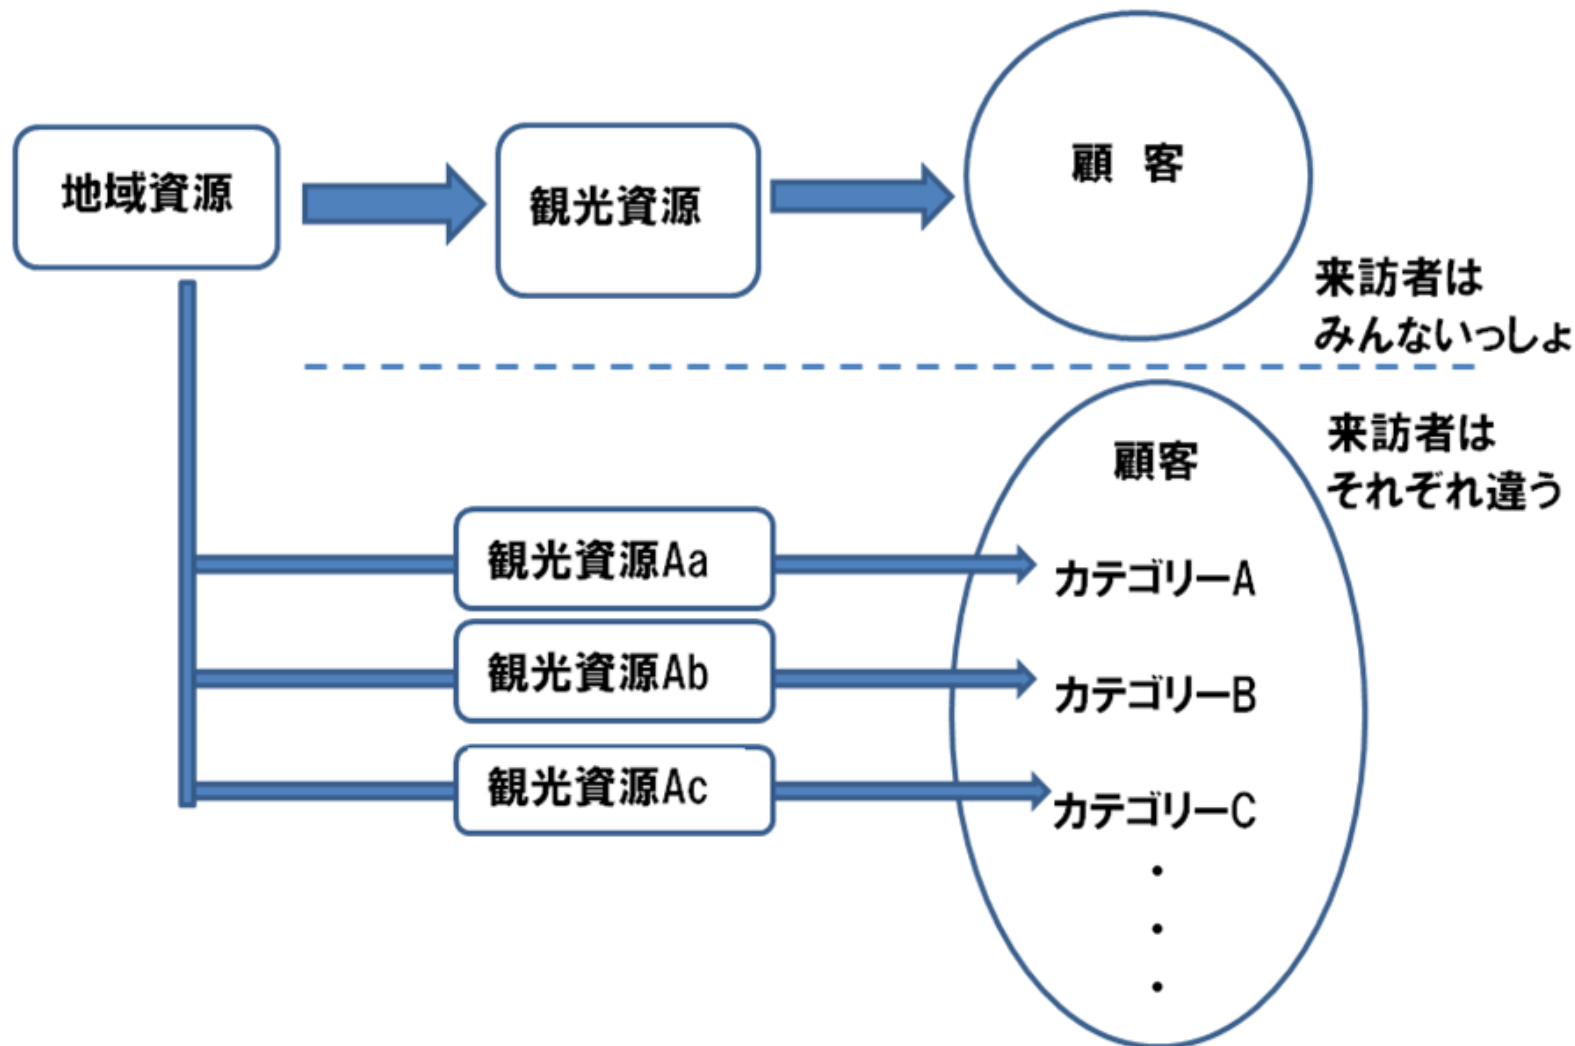 地域資源
観光資源
顧 客
来訪者は
みんないっしょ
来訪者は
それぞれ違う
顧客
観光資源Aa
カテゴリーA
観光資源Ab
カテゴリーB
観光資源Ac
カテゴリーC
・
・
・